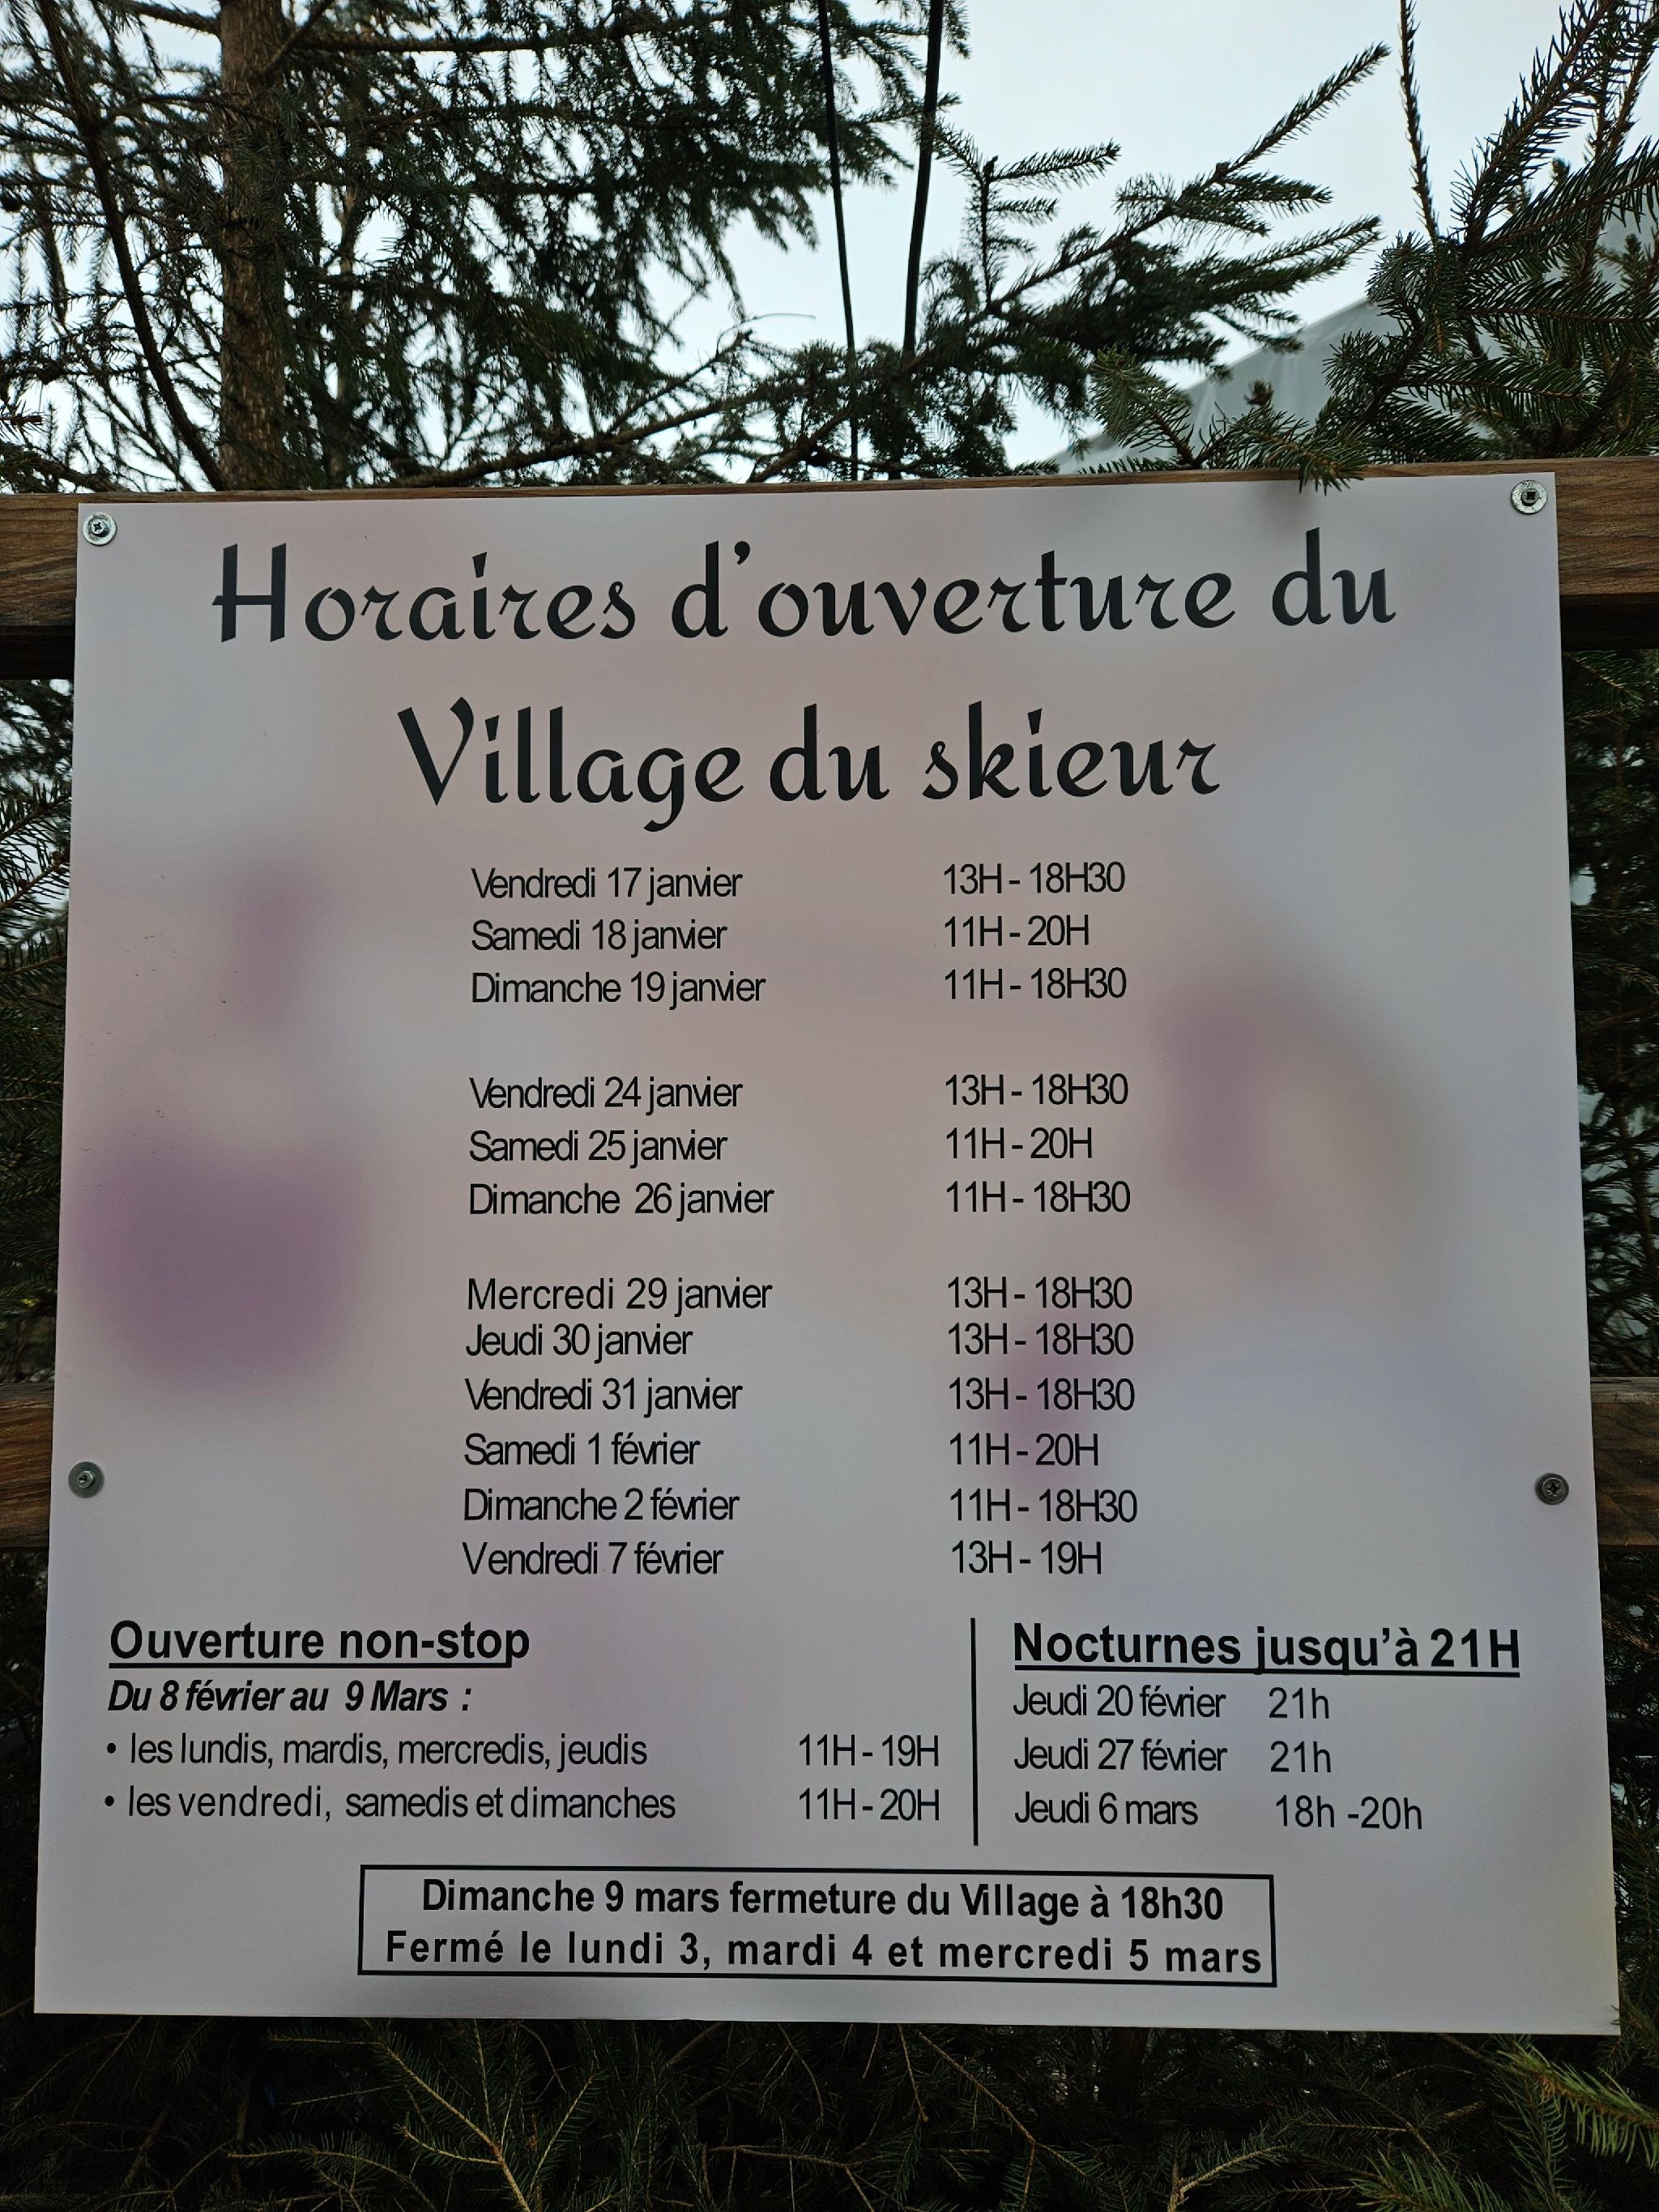 Horaires d'ouverture du
Village du skieur
Vendredi 17 janvier 13H - 18H30
Samedi 18 janvier 11H - 20H
Dimanche 19 janvier 11H - 18H30
Vendredi 24 janvier 13H - 18H30
Samedi 25 janvier 11H - 20H
Dimanche 26 janvier 11H - 18H30
Mercredi 29 janvier 13H - 18H30
Jeudi 30 janvier 13H - 18H30
Vendredi 31 janvier 13H - 18H30
Samedi 1 février 11H - 20H
Dimanche 2 février 11H - 18H30
Vendredi 7 février 13H - 19H
Ouverture non-stop
Du 8 février au 9 Mars :
• les lundis, mardis, mercredis, jeudis 11H - 19H
• les vendredi, samedis et dimanches 11H - 20H
Nocturnes jusqu'à 21H
Jeudi 20 février 21h
Jeudi 27 février 21h
Jeudi 6 mars 18h -20h
Dimanche 9 mars fermeture du Village à 18h30
Fermé le lundi 3, mardi 4 et mercredi 5 mars